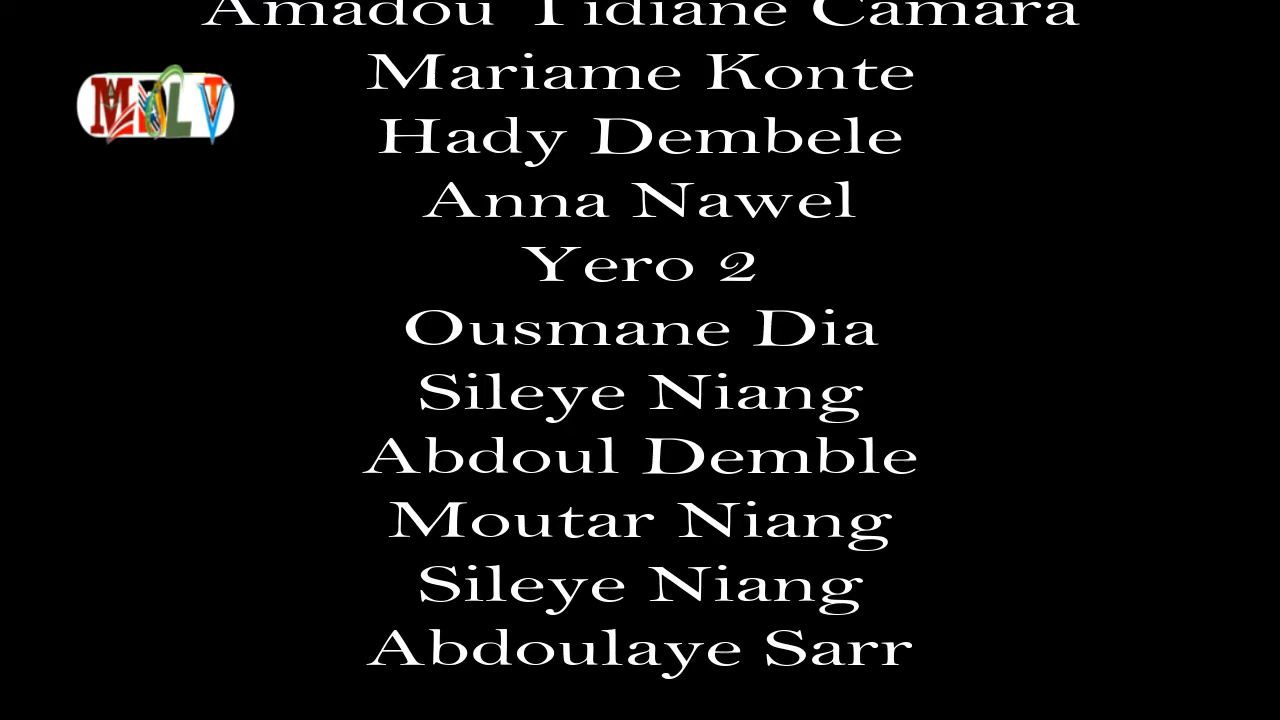 Amadou Tidiane Camara
Mariame Konte
Hady Dembele
Anna Nawel
Yero 2
Ousmane Dia
Sileye Niang
Abdoul Demble
Moutar Niang
Sileye Niang
Abdoulaye Sarr